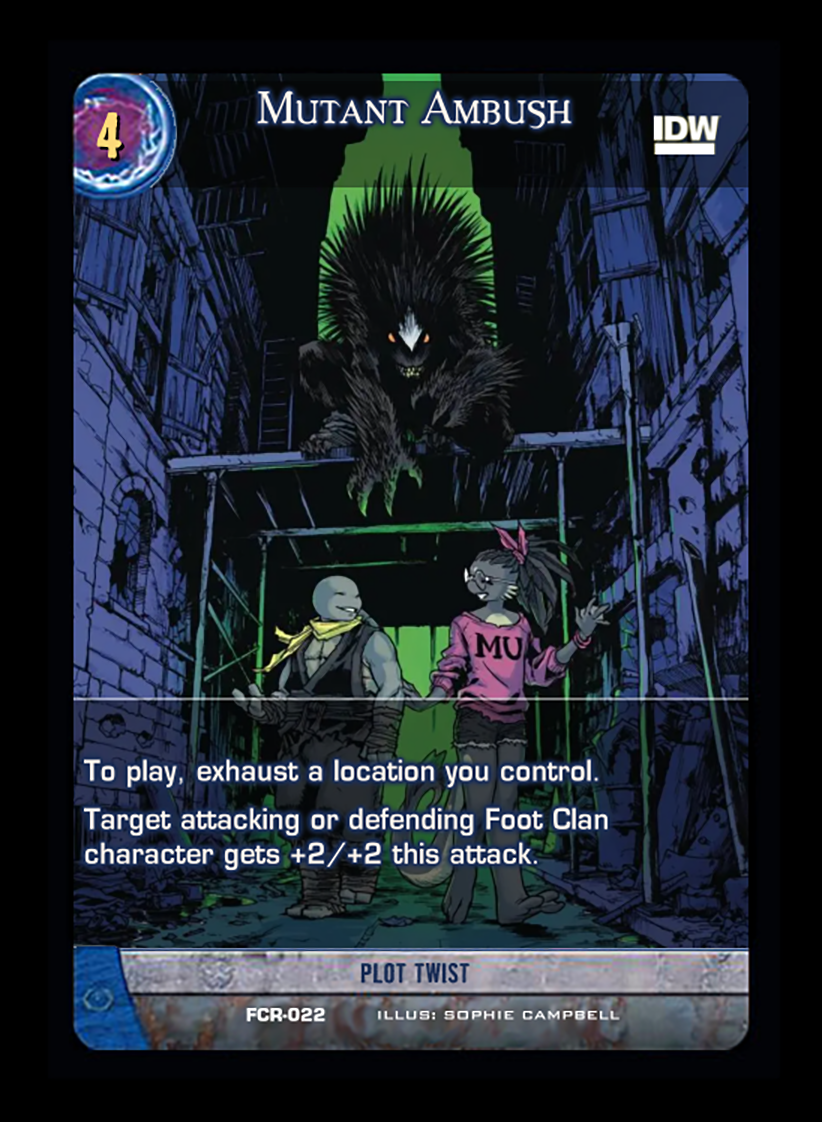 4
Mutant Ambush
IDW
MU
To play, exhaust a location you control.
Target attacking or defending Foot Clan
character gets +2/+2 this attack.
PLOT TWIST
FCR-022
ILLUS: SOPHIE CAMPBELL